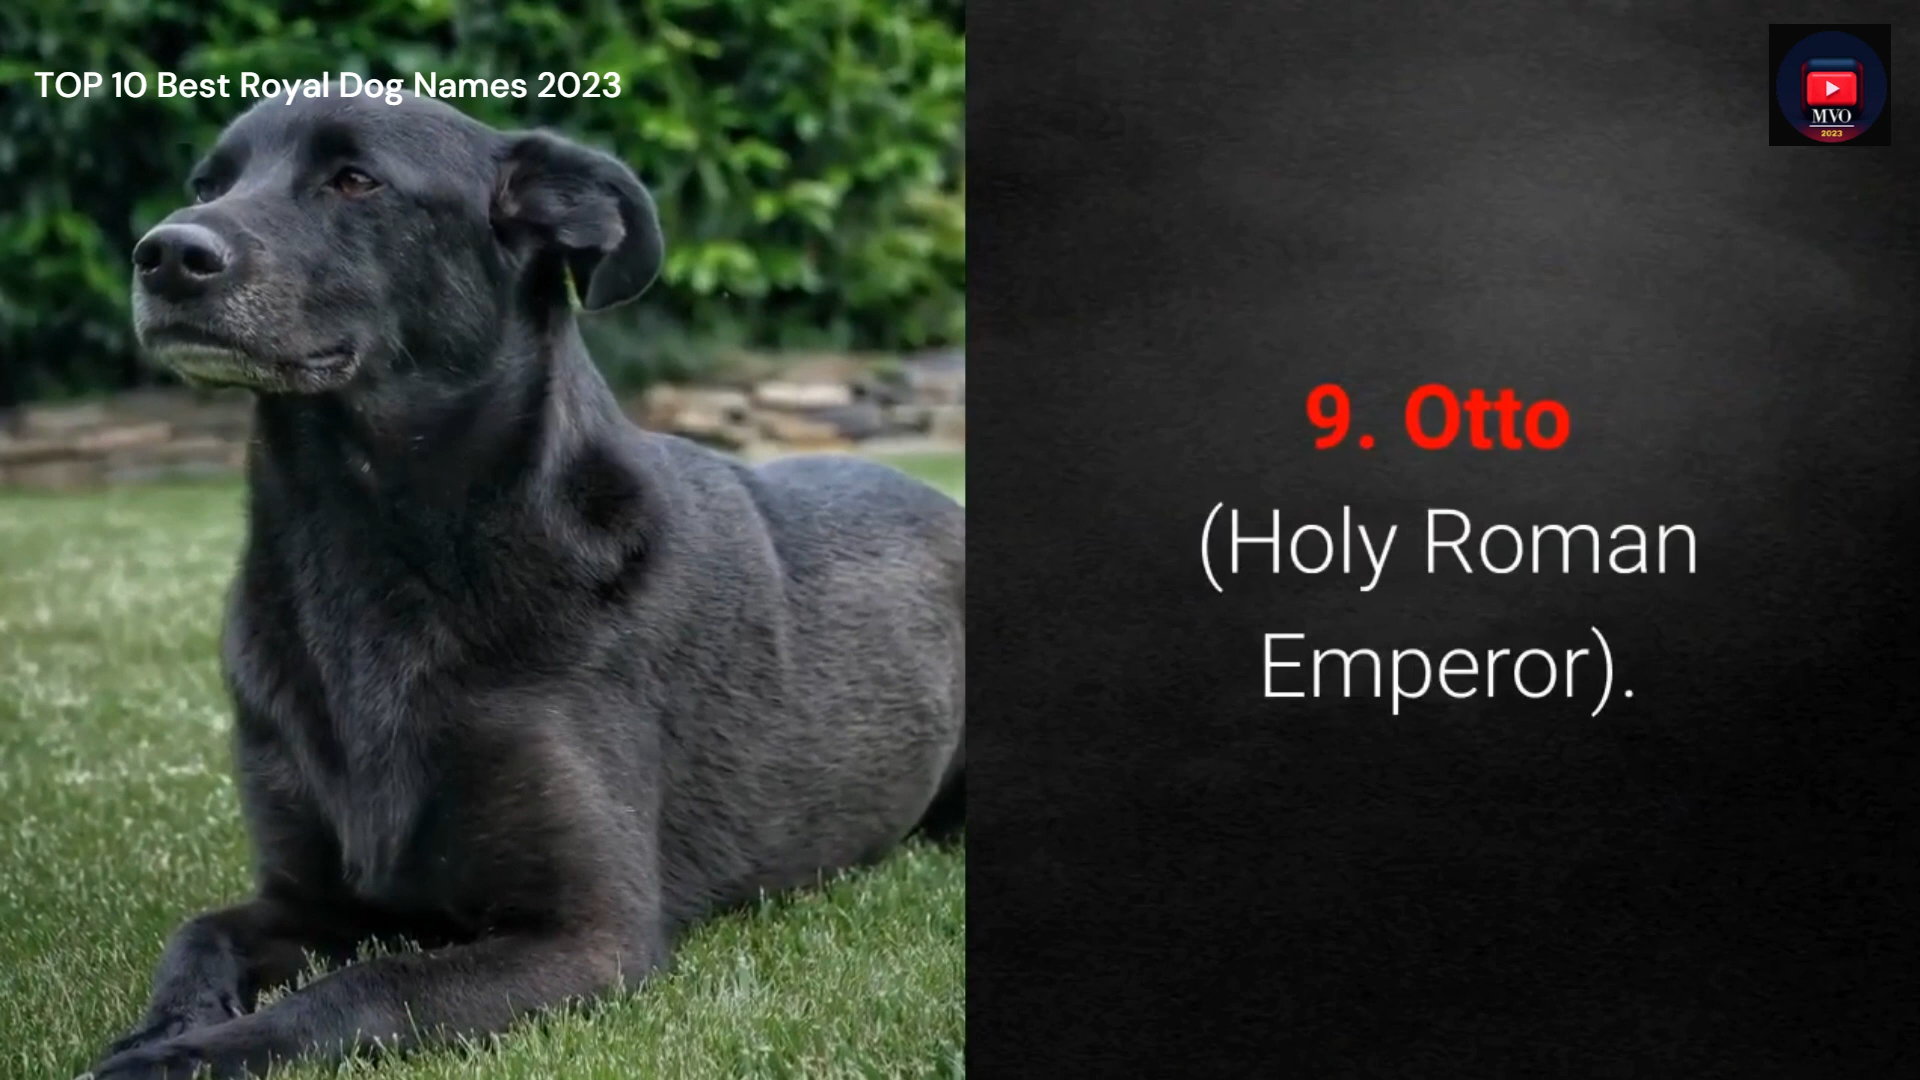 TOP 10 Best Royal Dog Names 2023
MVO
2023
9. Otto
(Holy Roman
Emperor).